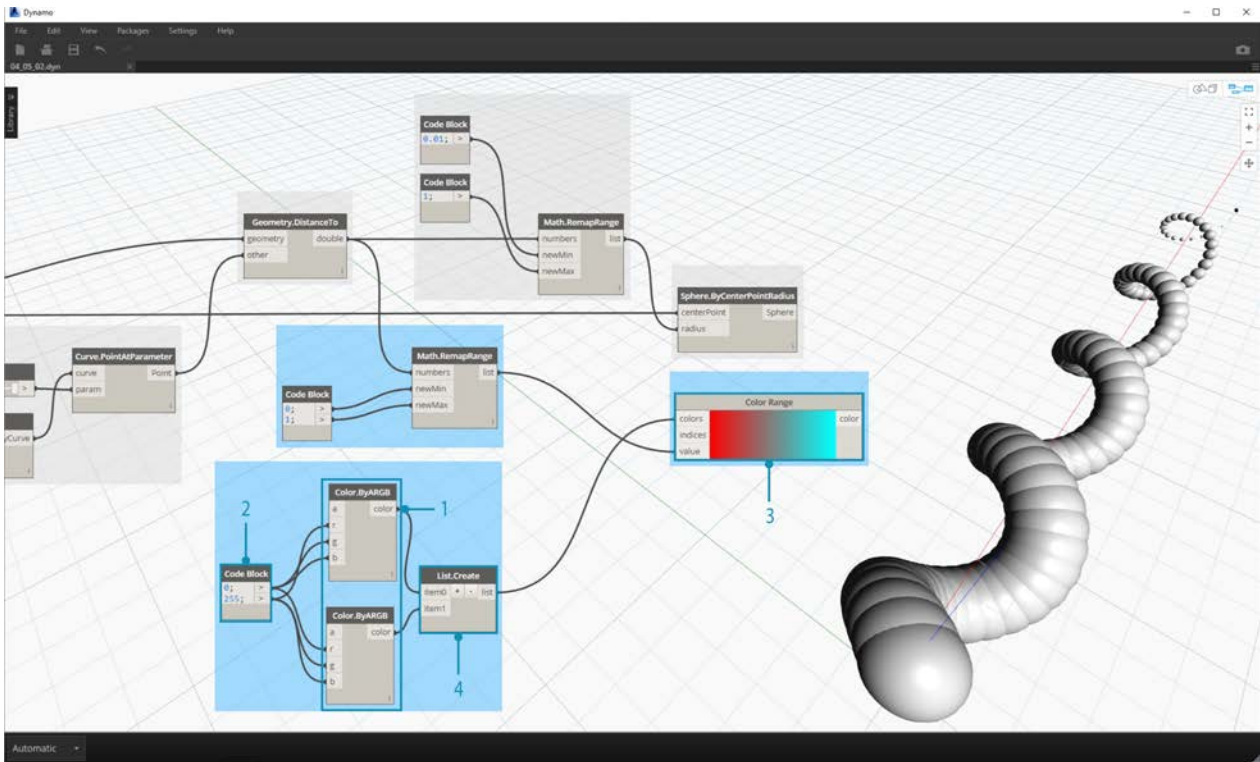 Dynamo
File Edit View Packages Settings Help
04_05_02.dyn
Library
Code Block
0.01; >
Code Block
1; >
Geometry.DistanceTo
geometry double
other
Math.RemapRange
numbers list
newMin
newMax
Sphere.ByCenterPointRadius
centerPoint Sphere
radius
Curve.PointAtParameter
curve Point
param
>
Math.RemapRange
numbers list
newMin
newMax
Code Block
0; >
1; >
Color Range
colors color
indices
value
3
2
Color.ByARGB
a color
r
g
b
1
Code Block
0; >
255; >
List.Create
item0 + - list
item1
4
Color.ByARGB
a color
r
g
b
Automatic